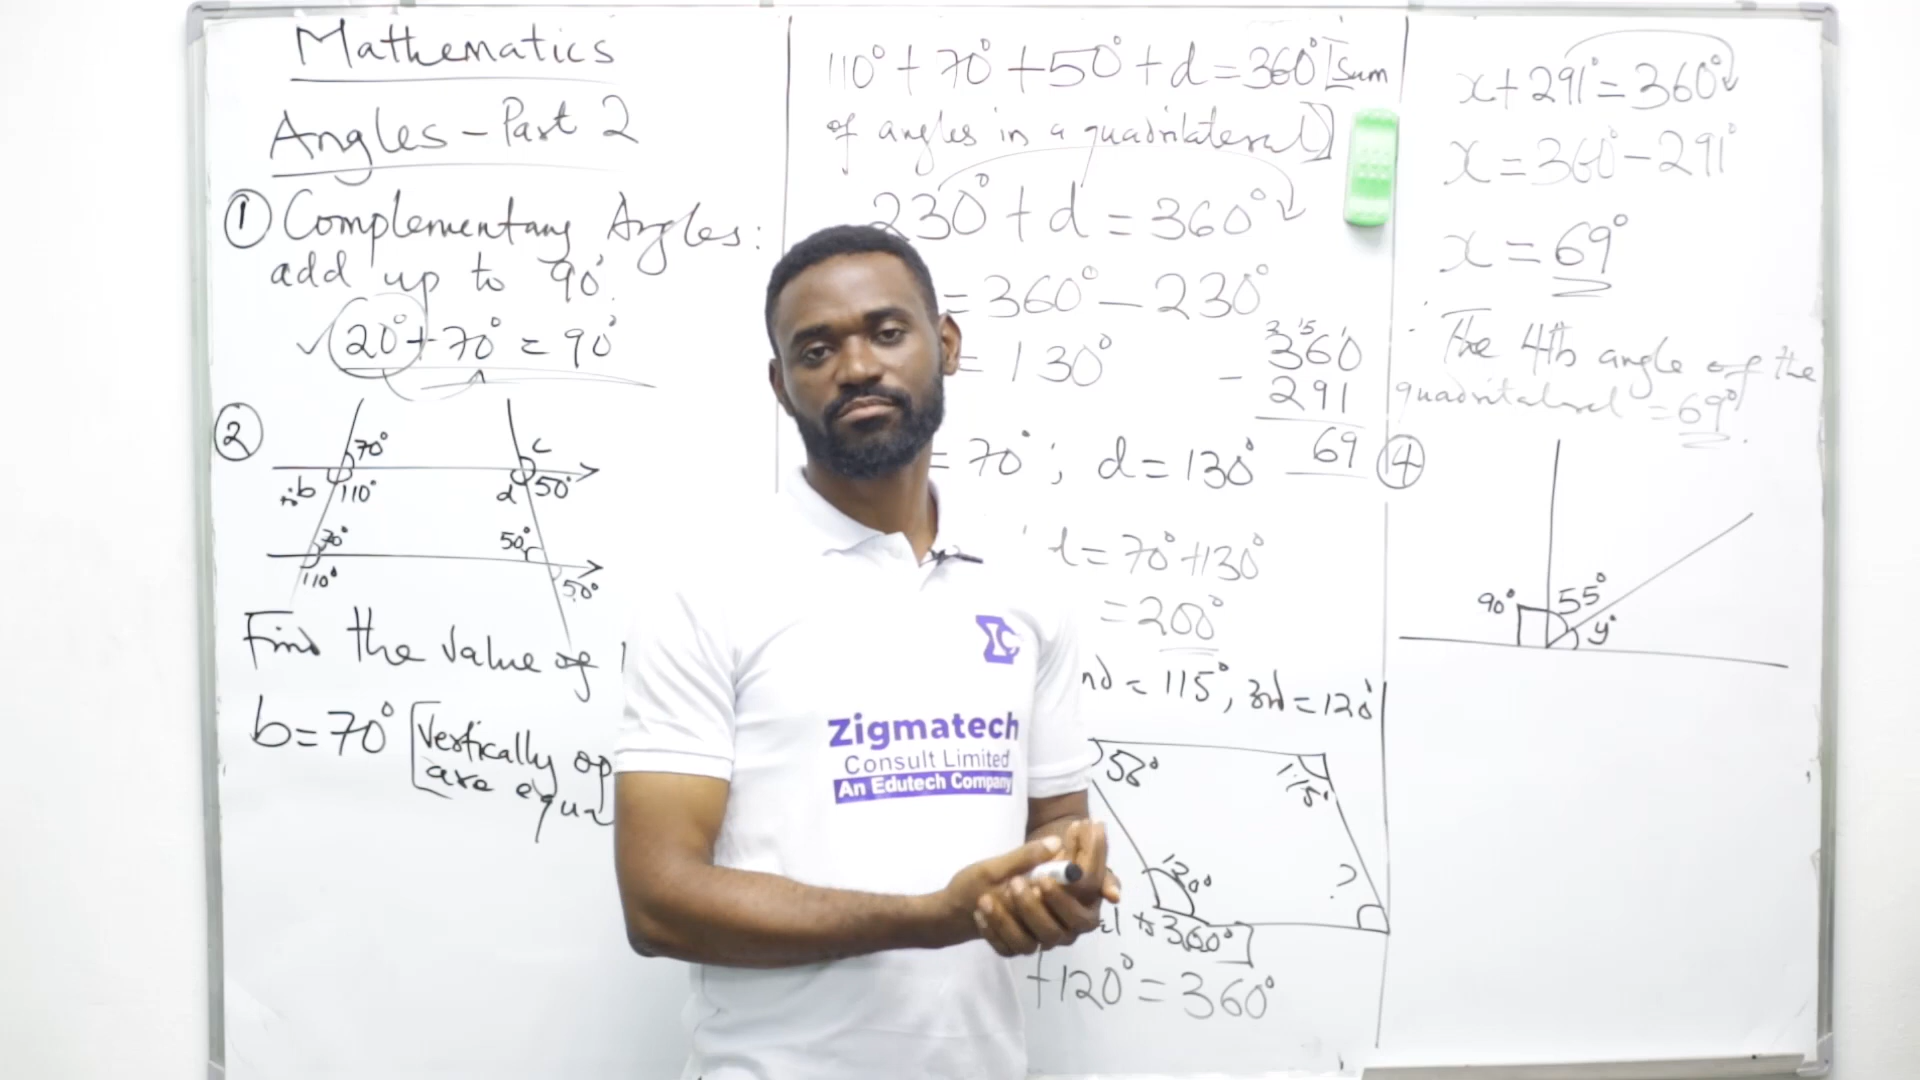 Mathematics
Angles - Part 2
① Complementary Angles:
add up to 90°.
✓ 20° + 70° = 90°
②
70°
c
b
110°
d
50°
70°
50°
110°
50°
Find the value of
b = 70° [Vertically op
are equa
110° + 70° + 50° + d = 360° [Sum
of angles in a quadrilateral]
230° + d = 360°
= 360° - 230°
= 130°
360
- 291
69
= 70°; d = 130°
= 70° + 130°
= 200°
nd = 115°, 3rd = 120°
58°
115°
120°
?
al to 360°]
+ 120° = 360°
x + 291° = 360°
x = 360° - 291°
x = 69°
∴ The 4th angle of the
quadrilateral = 69°.
④
90°
55°
y°
Zigmatech
Consult Limited
An Edutech Company